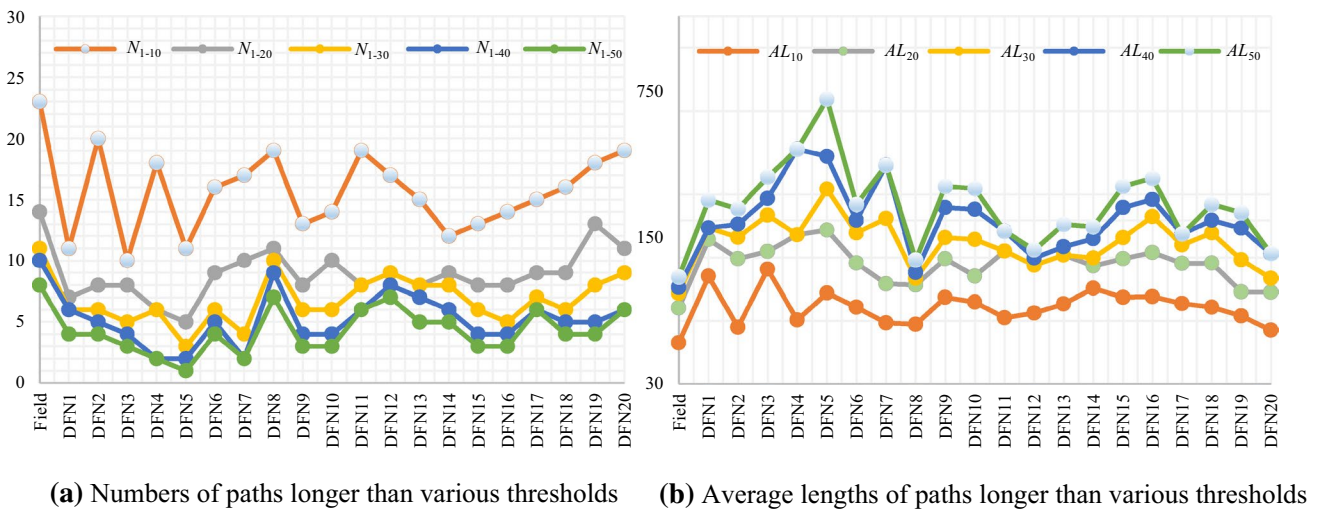 30
N1-10 N1-20 N1-30 N1-40 N1-50
25
20
15
10
5
0
Field DFN1 DFN2 DFN3 DFN4 DFN5 DFN6 DFN7 DFN8 DFN9 DFN10 DFN11 DFN12 DFN13 DFN14 DFN15 DFN16 DFN17 DFN18 DFN19 DFN20
(a) Numbers of paths longer than various thresholds
AL10 AL20 AL30 AL40 AL50
750
150
30
Field DFN1 DFN2 DFN3 DFN4 DFN5 DFN6 DFN7 DFN8 DFN9 DFN10 DFN11 DFN12 DFN13 DFN14 DFN15 DFN16 DFN17 DFN18 DFN19 DFN20
(b) Average lengths of paths longer than various thresholds